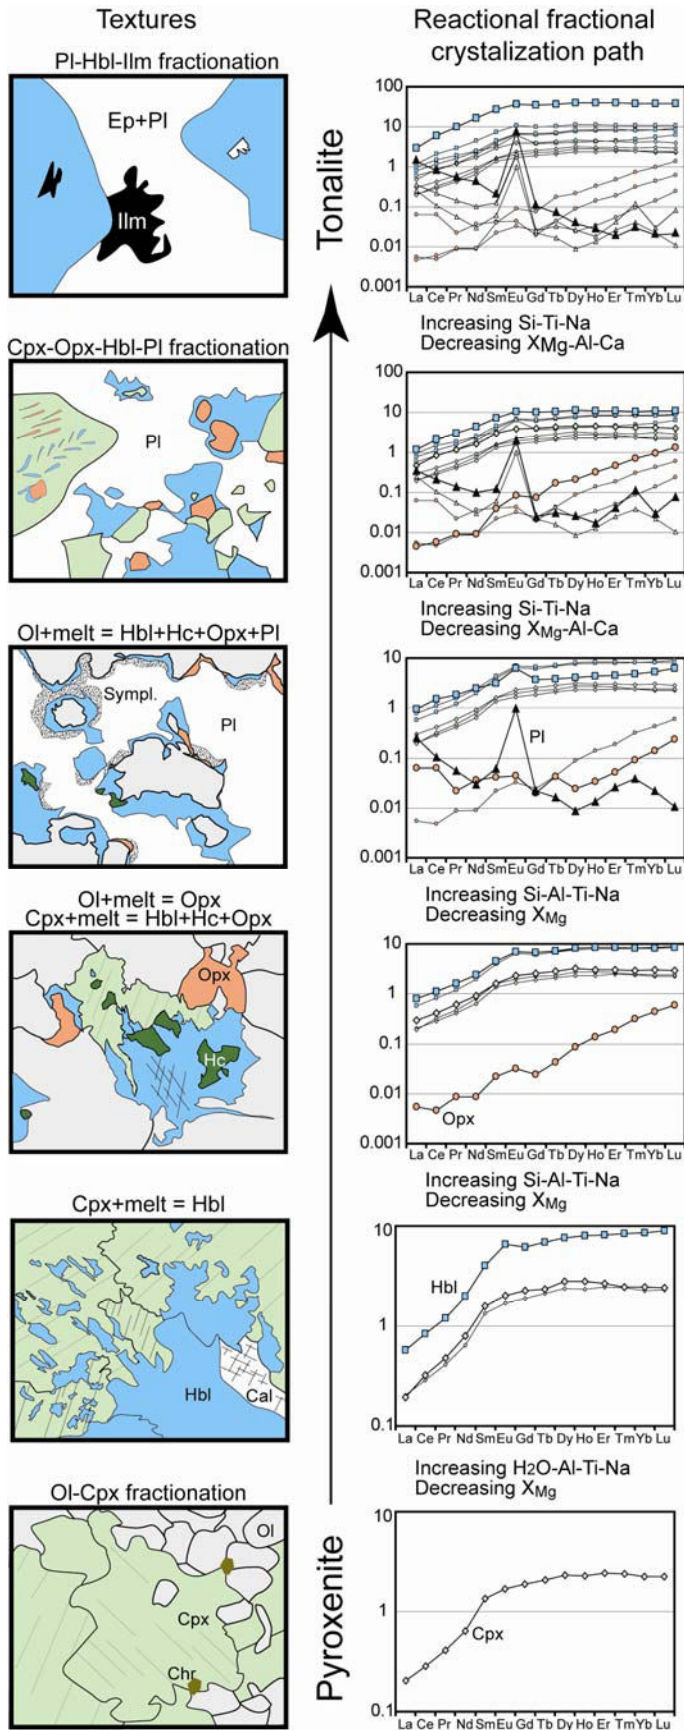 Textures
Reactional fractional
crystalization path
Pl-Hbl-Ilm fractionation
Ep+Pl
Ilm
Tonalite
100
10
1
0.1
0.01
0.001
La Ce Pr Nd Sm Eu Gd Tb Dy Ho Er Tm Yb Lu
Increasing Si-Ti-Na
Decreasing XMg-Al-Ca
Cpx-Opx-Hbl-Pl fractionation
Pl
100
10
1
0.1
0.01
0.001
La Ce Pr Nd Sm Eu Gd Tb Dy Ho Er Tm Yb Lu
Increasing Si-Ti-Na
Decreasing XMg-Al-Ca
Ol+melt = Hbl+Hc+Opx+Pl
Sympl.
Pl
10
1
0.1
0.01
0.001
Pl
La Ce Pr Nd Sm Eu Gd Tb Dy Ho Er Tm Yb Lu
Increasing Si-Al-Ti-Na
Decreasing XMg
Ol+melt = Opx
Cpx+melt = Hbl+Hc+Opx
Opx
Hc
10
1
0.1
0.01
0.001
Opx
La Ce Pr Nd Sm Eu Gd Tb Dy Ho Er Tm Yb Lu
Increasing Si-Al-Ti-Na
Decreasing XMg
Cpx+melt = Hbl
Hbl
Cal
10
1
0.1
Hbl
La Ce Pr Nd Sm Eu Gd Tb Dy Ho Er Tm Yb Lu
Increasing H2O-Al-Ti-Na
Decreasing XMg
Ol-Cpx fractionation
Ol
Cpx
Chr
Pyroxenite
10
1
0.1
Cpx
La Ce Pr Nd Sm Eu Gd Tb Dy Ho Er Tm Yb Lu